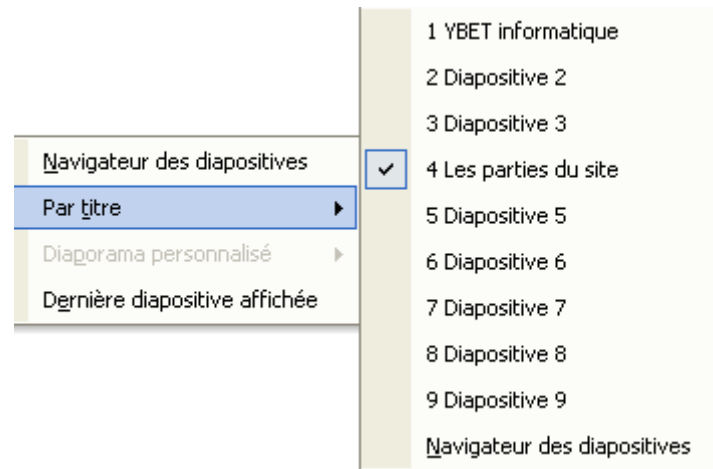 Navigateur des diapositives
Par titre
Diaporama personnalisé
Dernière diapositive affichée
1 YBET informatique
2 Diapositive 2
3 Diapositive 3
4 Les parties du site
5 Diapositive 5
6 Diapositive 6
7 Diapositive 7
8 Diapositive 8
9 Diapositive 9
Navigateur des diapositives